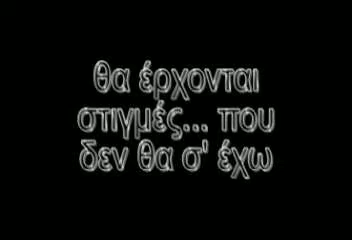 θα έρχονται
στιγμές... που
δεν θα σ' έχω